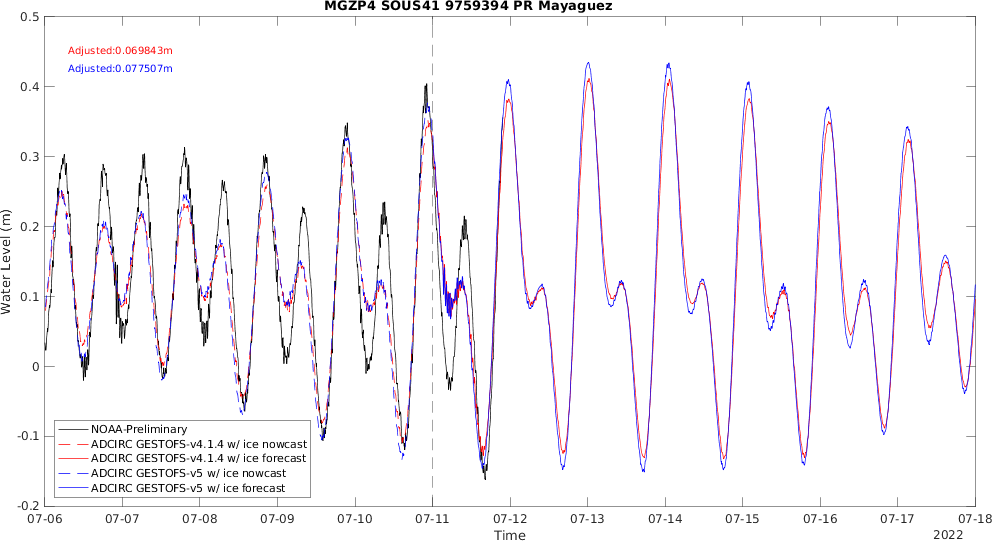 MGZP4 SOUS41 9759394 PR Mayaguez
Adjusted:0.069843m
Adjusted:0.077507m
Water Level (m)
0.5
0.4
0.3
0.2
0.1
0
-0.1
-0.2
NOAA-Preliminary
ADCIRC GESTOFS-v4.1.4 w/ ice nowcast
ADCIRC GESTOFS-v4.1.4 w/ ice forecast
ADCIRC GESTOFS-v5 w/ ice nowcast
ADCIRC GESTOFS-v5 w/ ice forecast
07-06 07-07 07-08 07-09 07-10 07-11 07-12 07-13 07-14 07-15 07-16 07-17 07-18
Time
2022